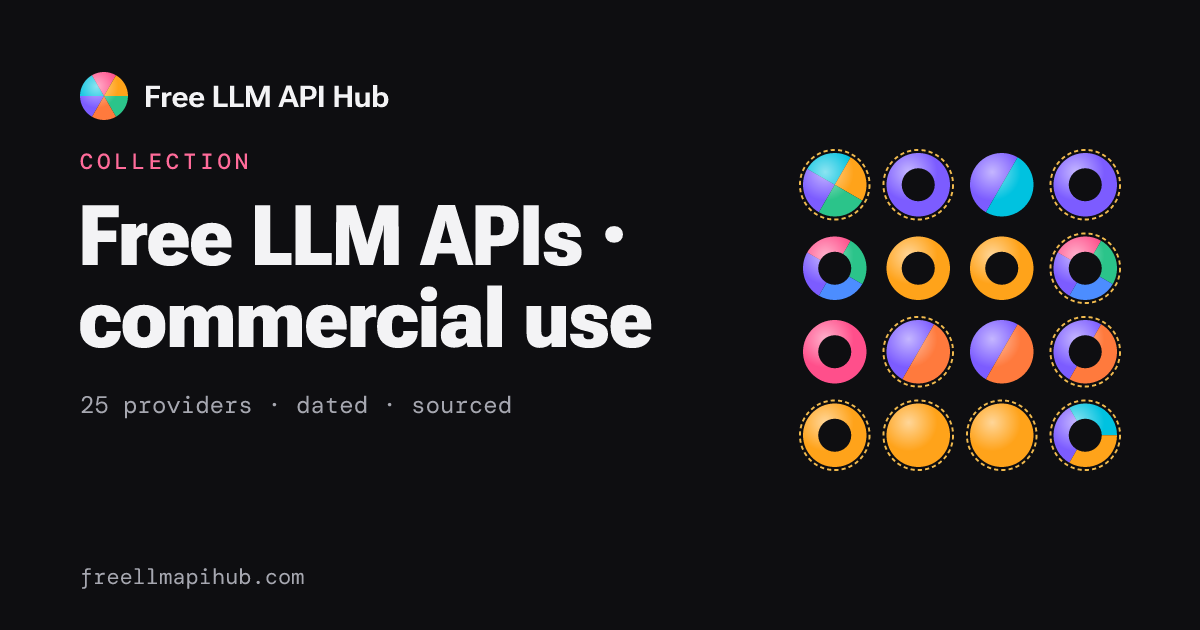 Free LLM API Hub
COLLECTION
Free LLM APIs ·
commercial use
25 providers · dated · sourced
freellmapihub.com